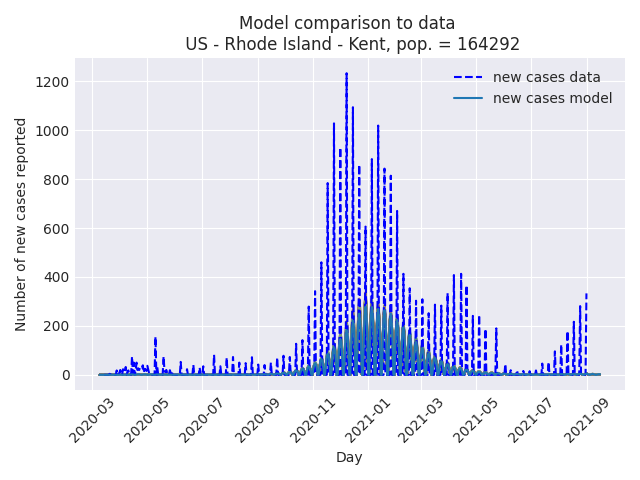 Model comparison to data
US - Rhode Island - Kent, pop. = 164292
new cases data
new cases model
Number of new cases reported
1200
1000
800
600
400
200
0
2020-03
2020-05
2020-07
2020-09
2020-11
2021-01
2021-03
2021-05
2021-07
2021-09
Day